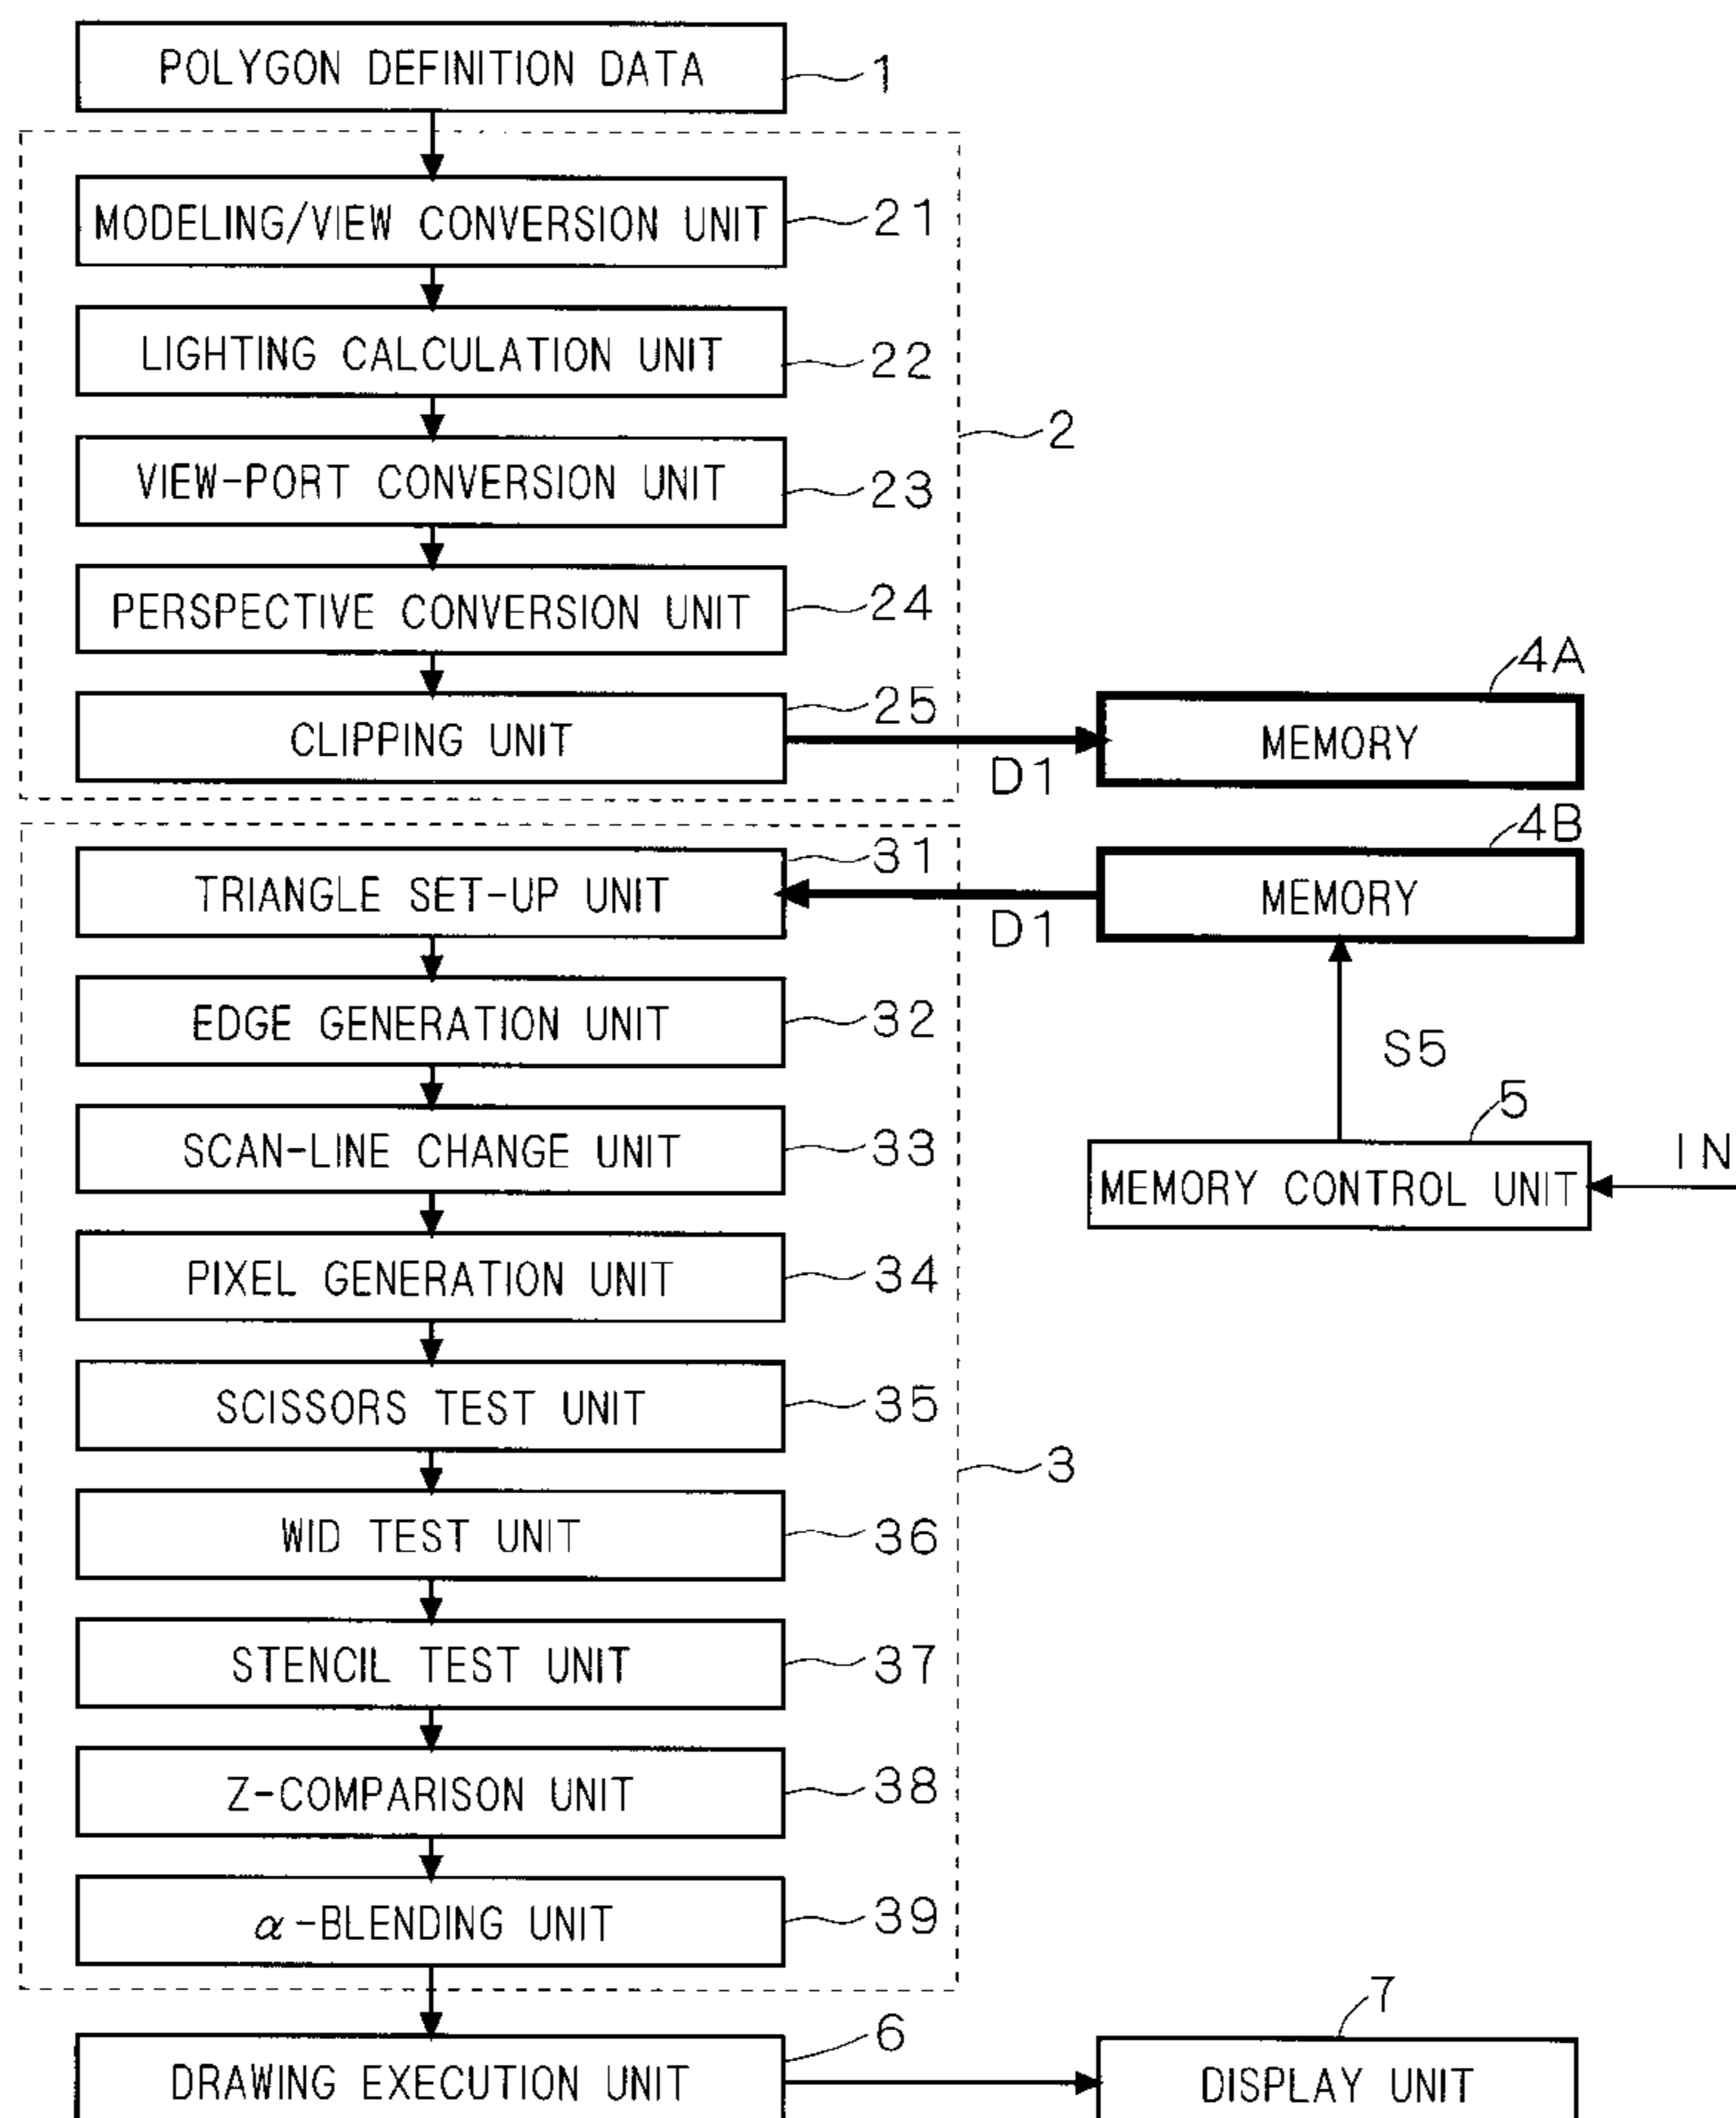 POLYGON DEFINITION DATA 1
MODELING/VIEW CONVERSION UNIT 21
LIGHTING CALCULATION UNIT 22
2
VIEW-PORT CONVERSION UNIT 23
PERSPECTIVE CONVERSION UNIT 24
4A
CLIPPING UNIT 25
D1
MEMORY
4B
TRIANGLE SET-UP UNIT 31
D1
MEMORY
EDGE GENERATION UNIT 32
S5
5
SCAN-LINE CHANGE UNIT 33
MEMORY CONTROL UNIT
IN
PIXEL GENERATION UNIT 34
SCISSORS TEST UNIT 35
3
WID TEST UNIT 36
STENCIL TEST UNIT 37
Z-COMPARISON UNIT 38
α-BLENDING UNIT 39
6
7
DRAWING EXECUTION UNIT
DISPLAY UNIT